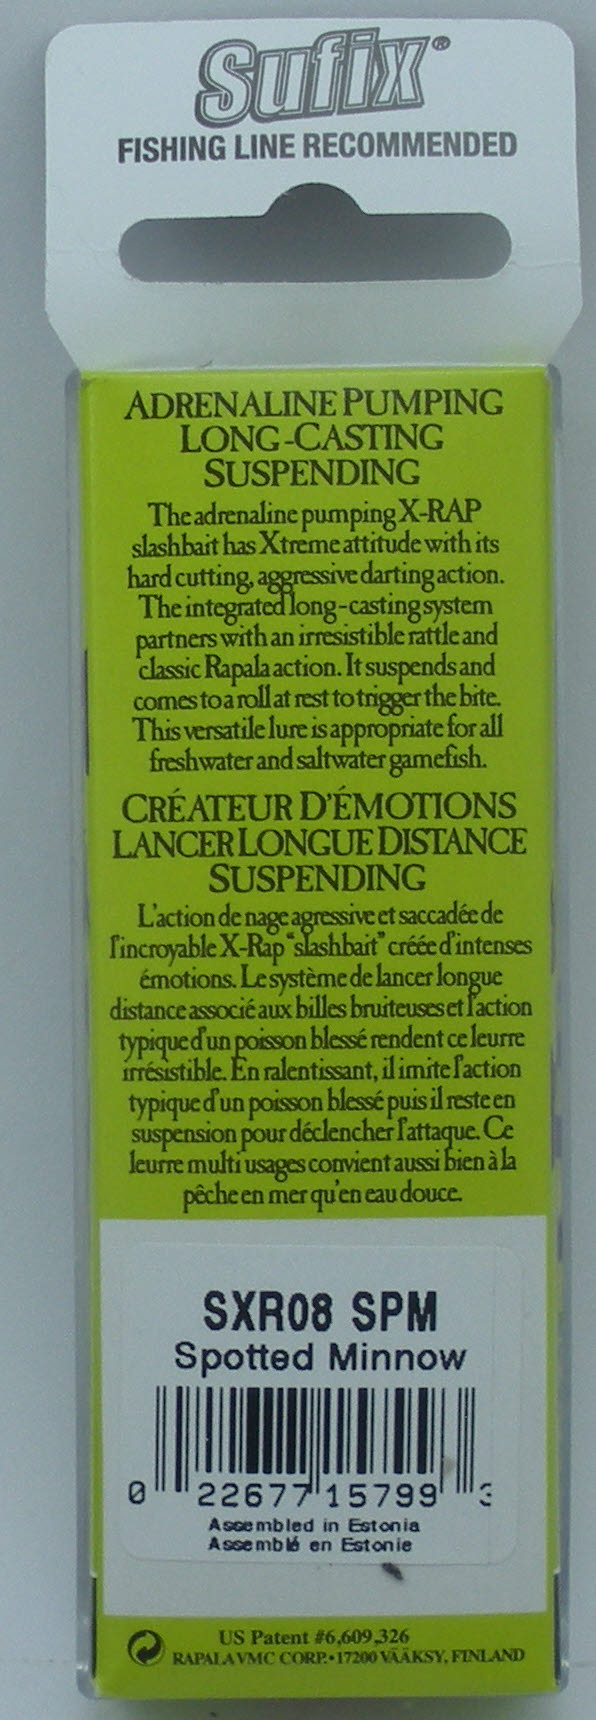 Sufix®
FISHING LINE RECOMMENDED
ADRENALINE PUMPING
LONG-CASTING
SUSPENDING
The adrenaline pumping X-RAP
slashbait has Xtreme attitude with its
hard cutting, aggressive darting action.
The integrated long-casting system
partners with an irresistible rattle and
classic Rapala action. It suspends and
comes to a roll at rest to trigger the bite.
This versatile lure is appropriate for all
freshwater and saltwater gamefish.
CRÉATEUR D'ÉMOTIONS
LANCER LONGUE DISTANCE
SUSPENDING
L'action de nage agressive et saccadée de
l'incroyable X-Rap "slashbait" créée d'intenses
émotions. Le système de lancer longue
distance associé aux billes bruiteuses et l'action
typique d'un poisson blessé rendent ce leurre
irrésistible. En ralentissant, il imite l'action
typique d'un poisson blessé puis il reste en
suspension pour déclencher l'attaque. Ce
leurre multi usages convient aussi bien à la
pêche en mer qu'en eau douce.
SXR08 SPM
Spotted Minnow
0 22677 15799 3
Assembled in Estonia
Assemblé en Estonie
US Patent #6,609,326
RAPALA VMC CORP. • 17200 VÄÄKSY, FINLAND